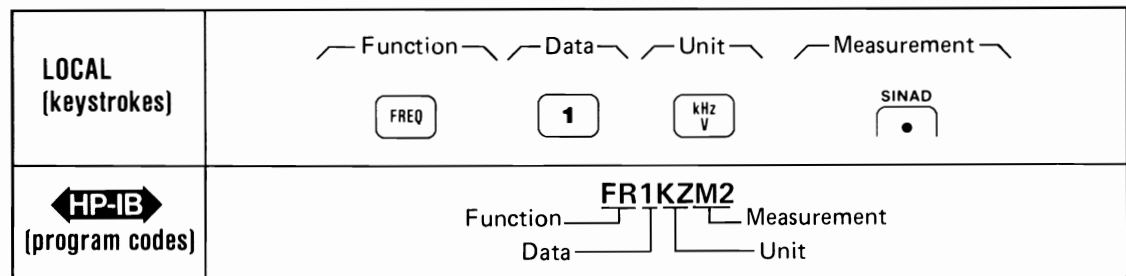 LOCAL
(keystrokes)
Function Data Unit Measurement
FREQ 1 kHz
V
SINAD
HP-IB
(program codes)
FR1KZM2
Function Measurement
Data Unit